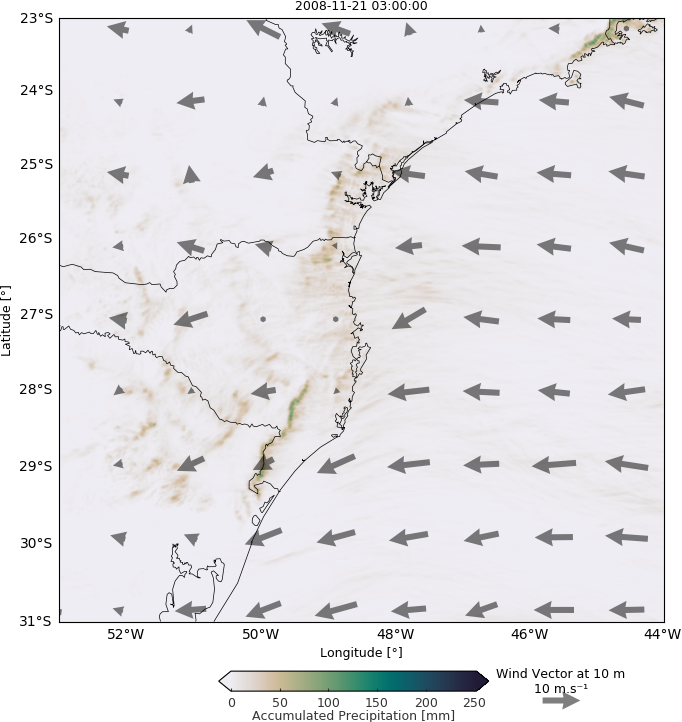 2008-11-21 03:00:00
23°S
24°S
25°S
26°S
27°S
28°S
29°S
30°S
31°S
Latitude [°]
52°W 50°W 48°W 46°W 44°W
Longitude [°]
0 50 100 150 200 250
Accumulated Precipitation [mm]
Wind Vector at 10 m
10 m.s⁻¹